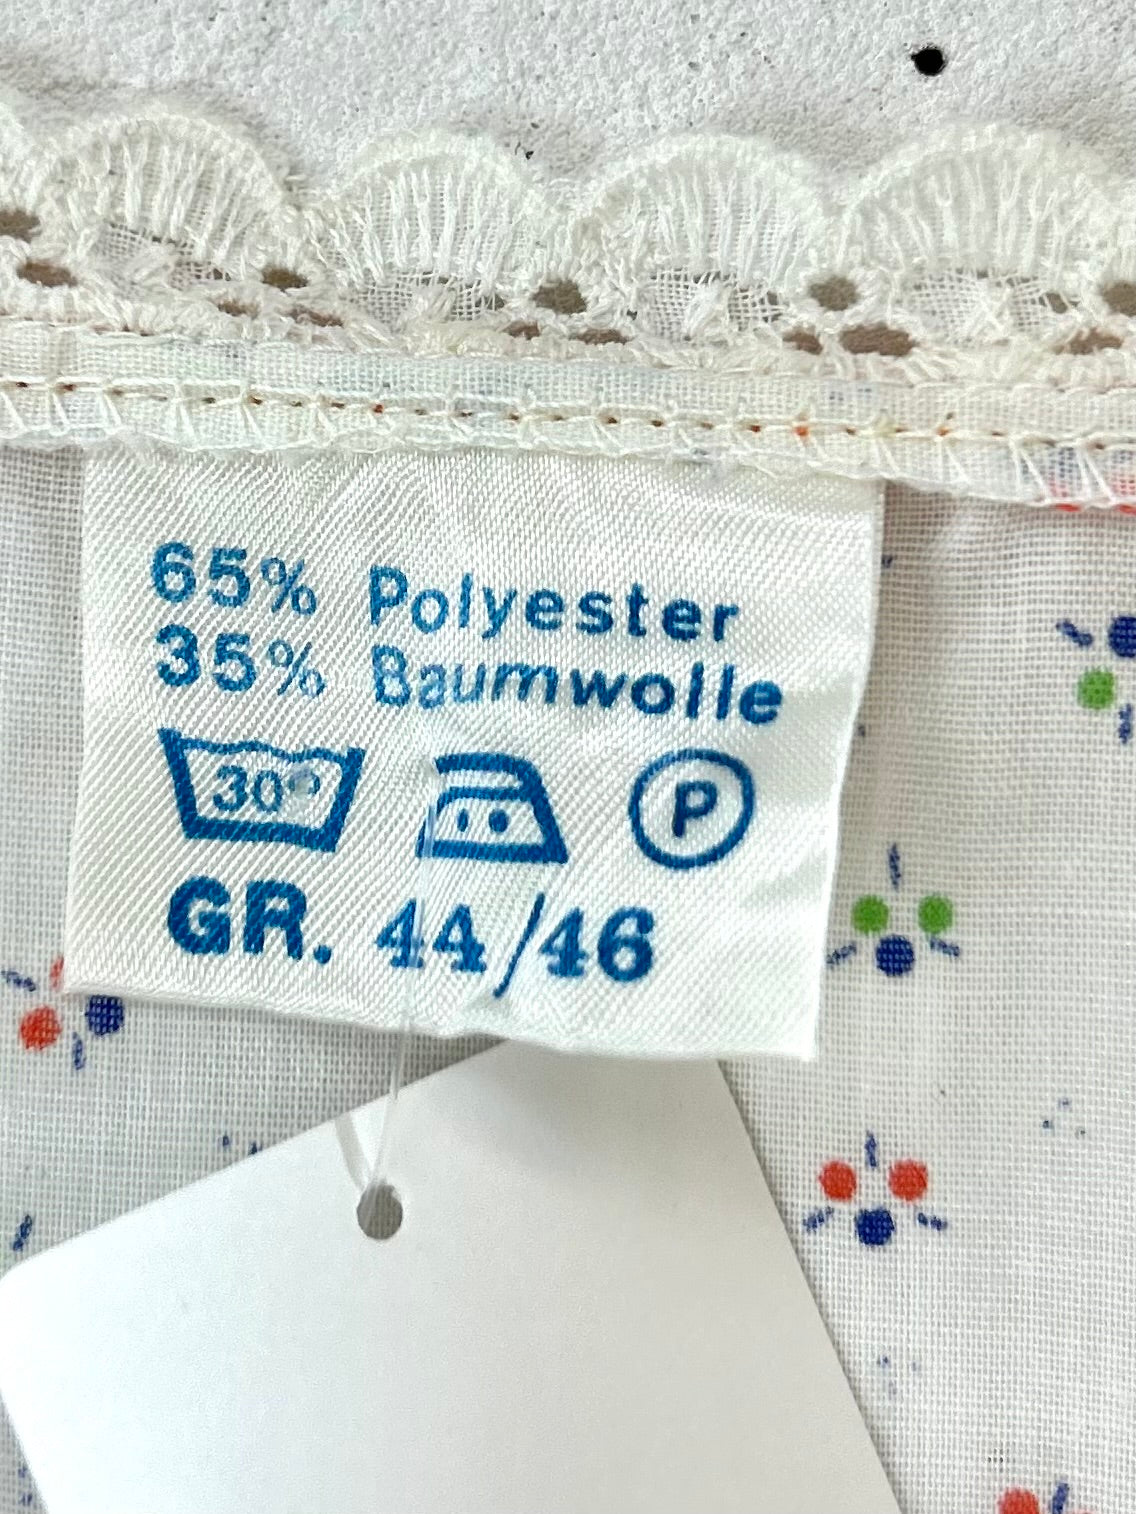 65% Polyester
35% Baumwolle
30° P
GR. 44/46